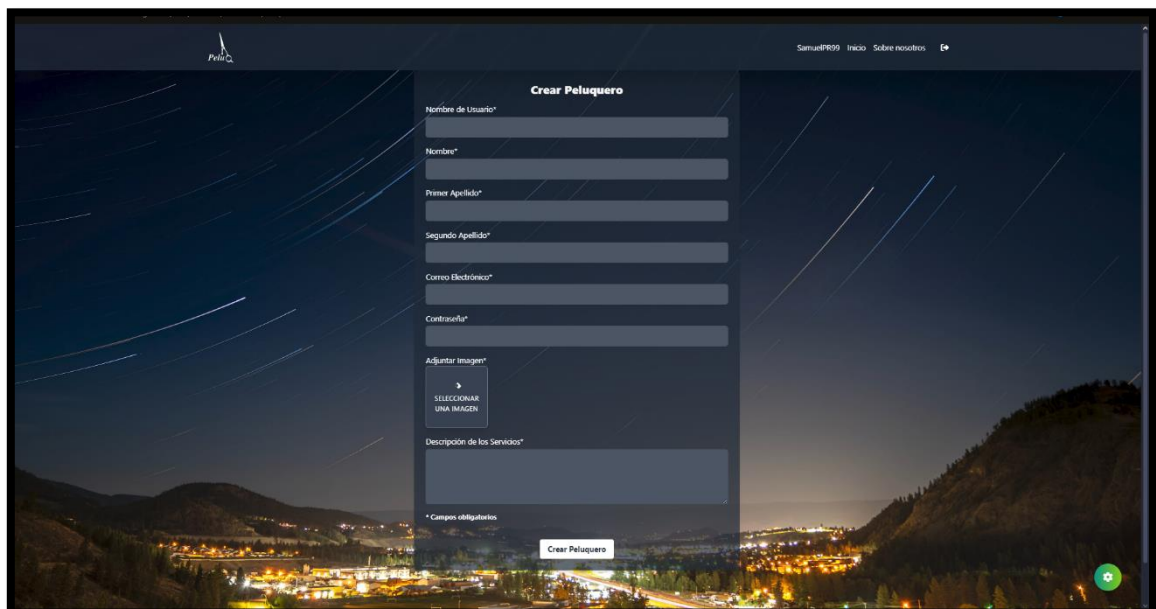 Pelu
SamuelPR99 Inicio Sobre nosotros
Crear Peluquero
Nombre de Usuario*
Nombre*
Primer Apellido*
Segundo Apellido*
Correo Electrónico*
Contraseña*
Adjuntar Imagen*
SELECCIONAR
UNA IMAGEN
Descripción de los Servicios*
* Campos obligatorios
Crear Peluquero